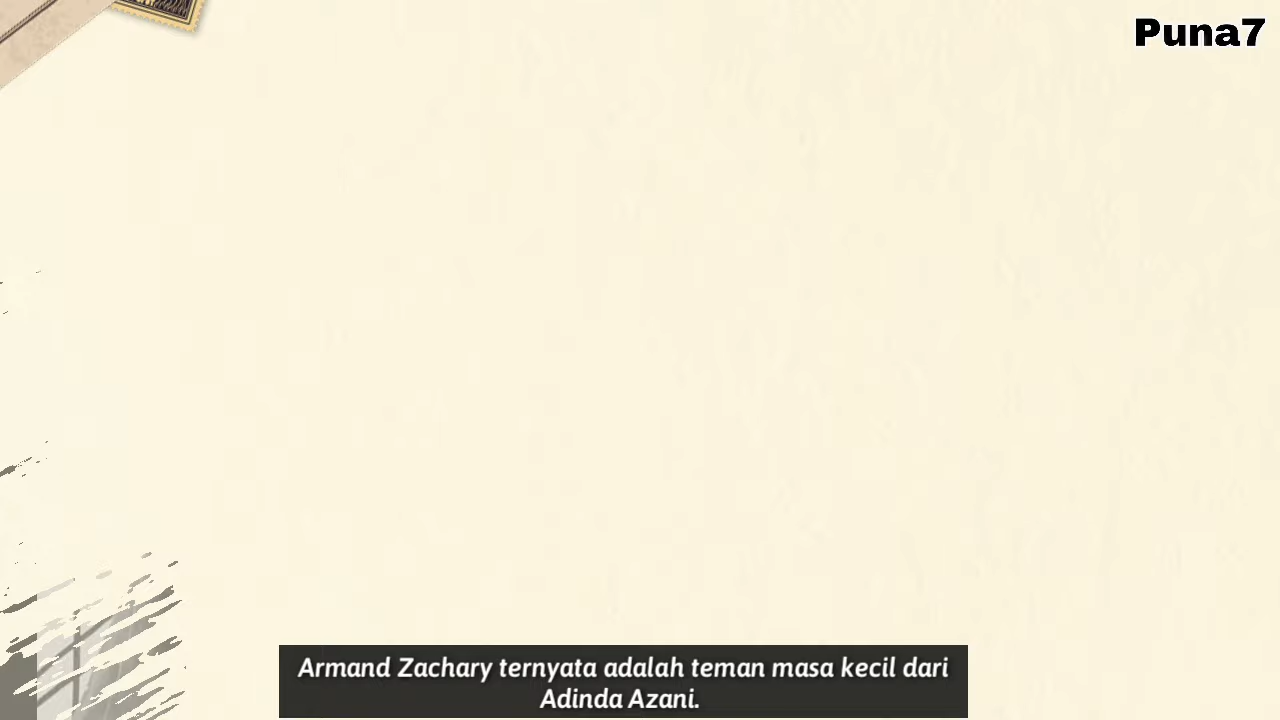 Puna7
Armand Zachary ternyata adalah teman masa kecil dari
Adinda Azani.